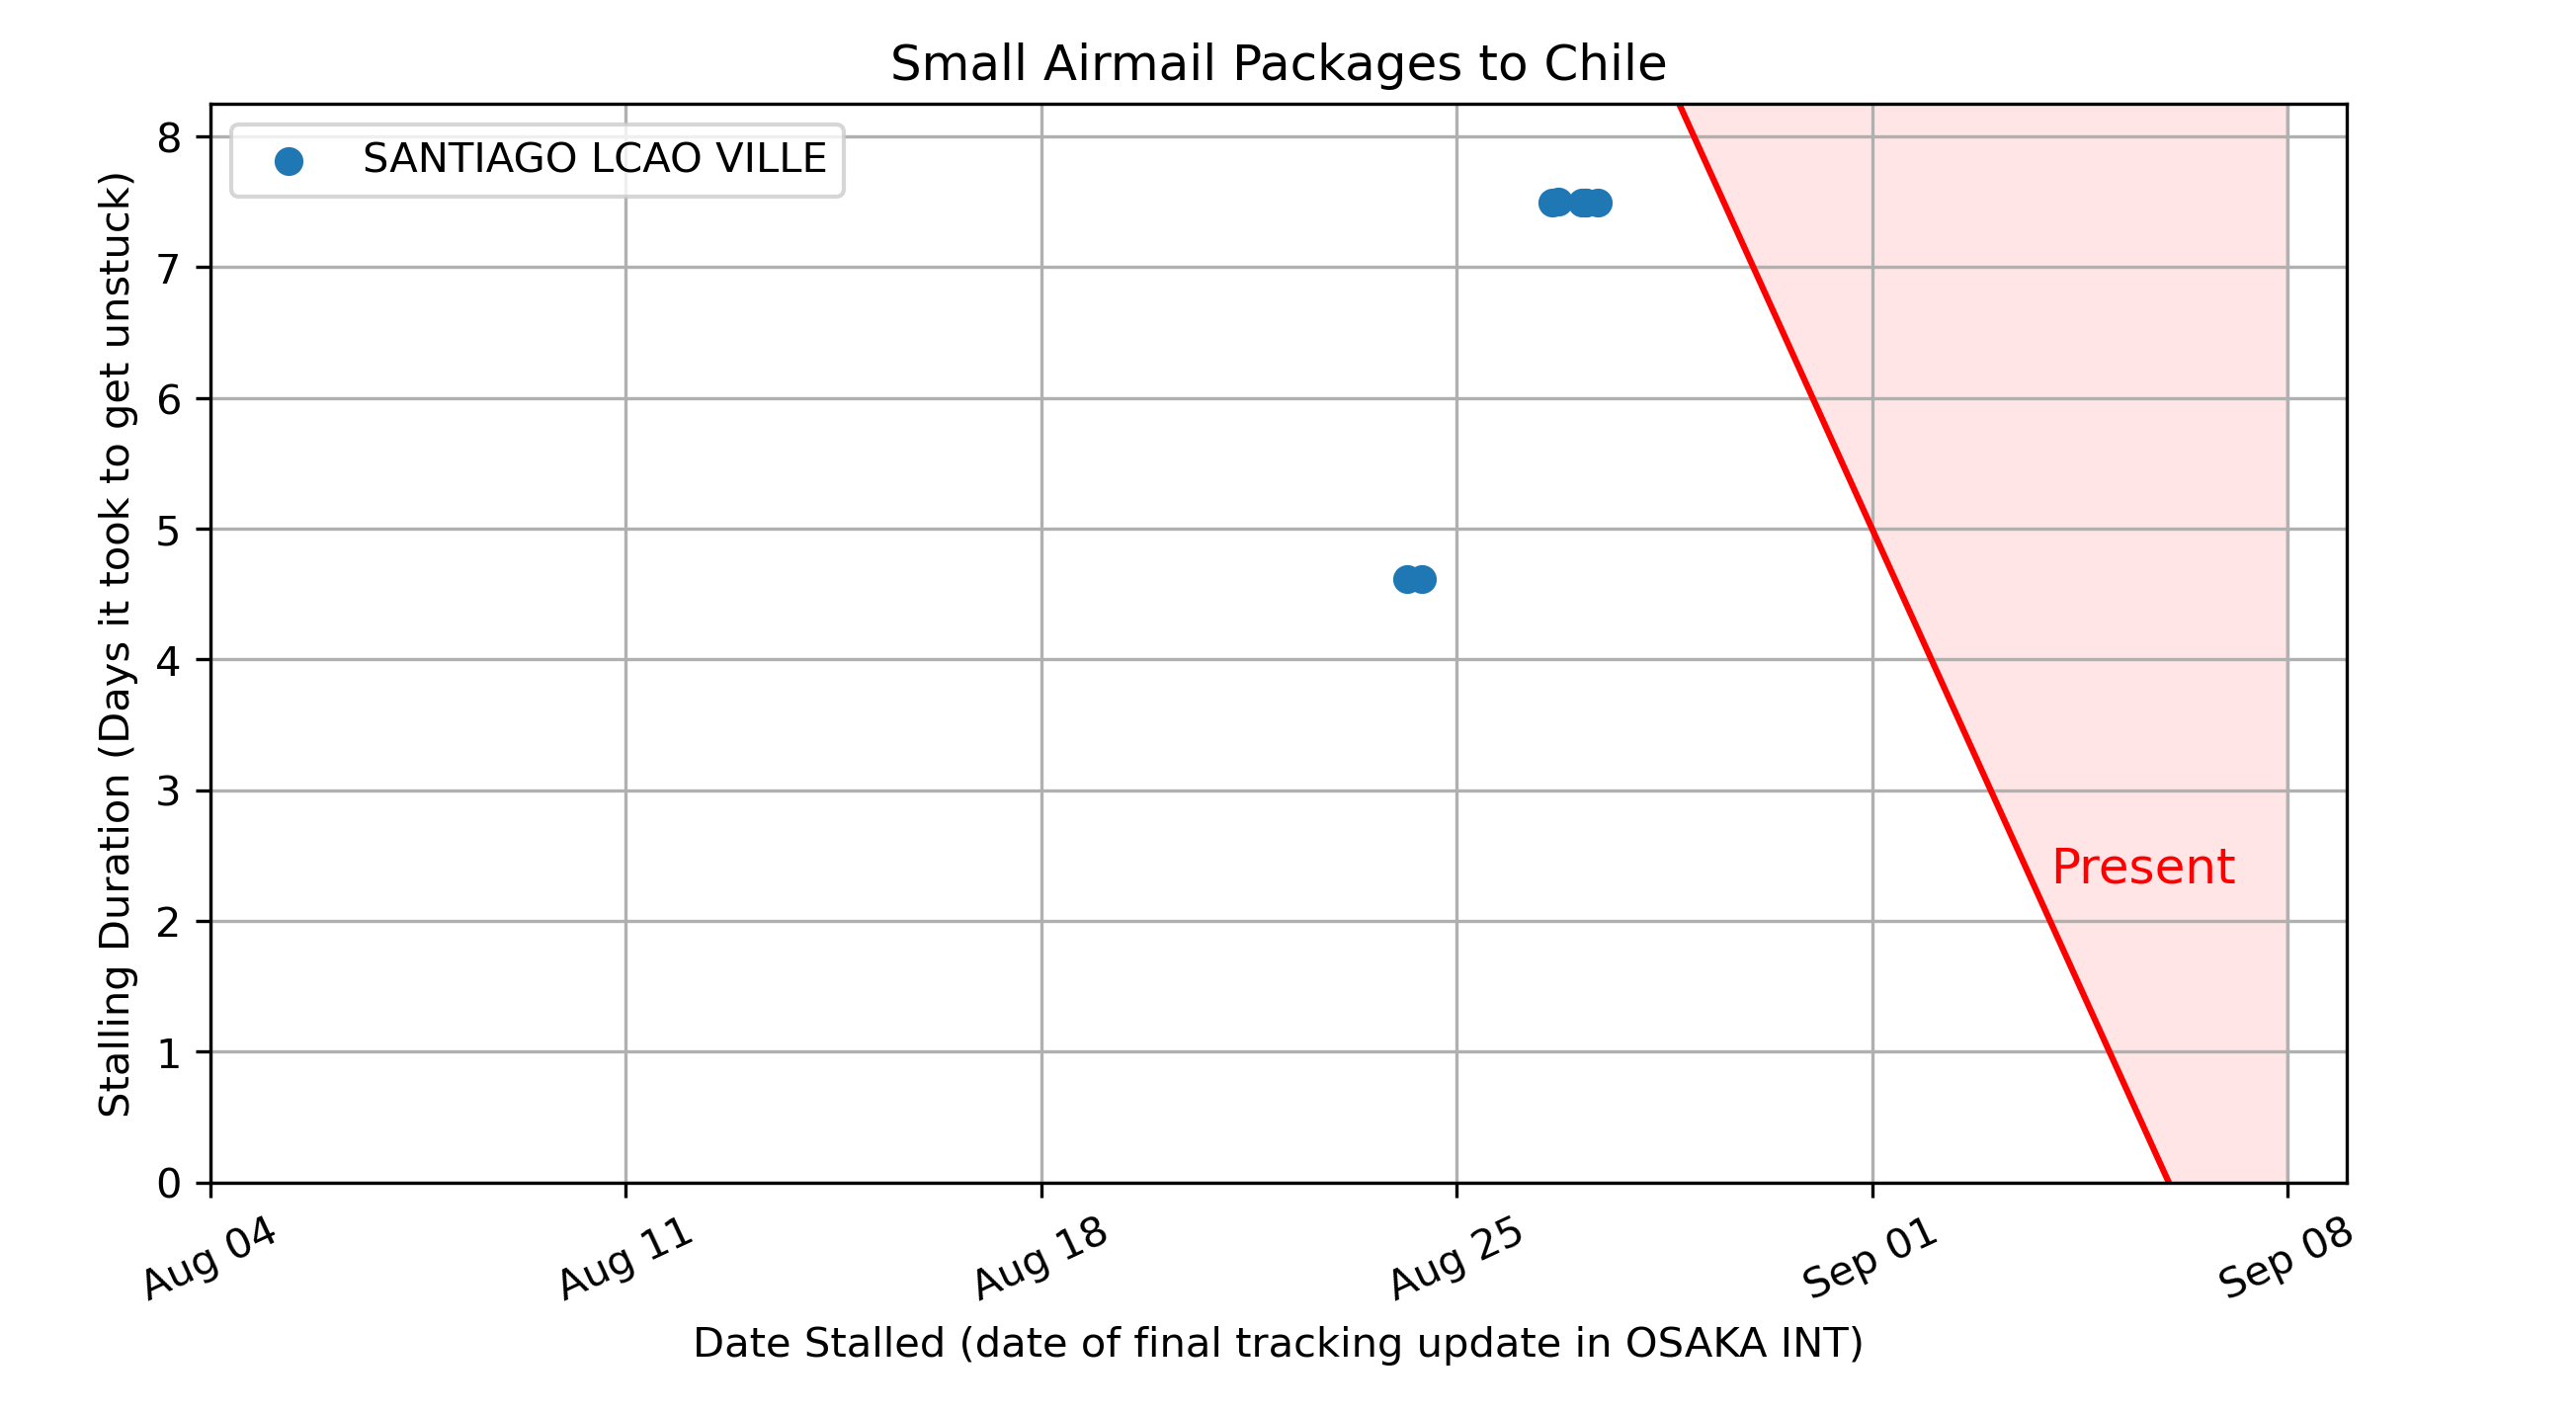 Small Airmail Packages to Chile
SANTIAGO LCAO VILLE
Stalling Duration (Days it took to get unstuck)
8
7
6
5
4
3
2
1
0
Present
Aug 04
Aug 11
Aug 18
Aug 25
Sep 01
Sep 08
Date Stalled (date of final tracking update in OSAKA INT)